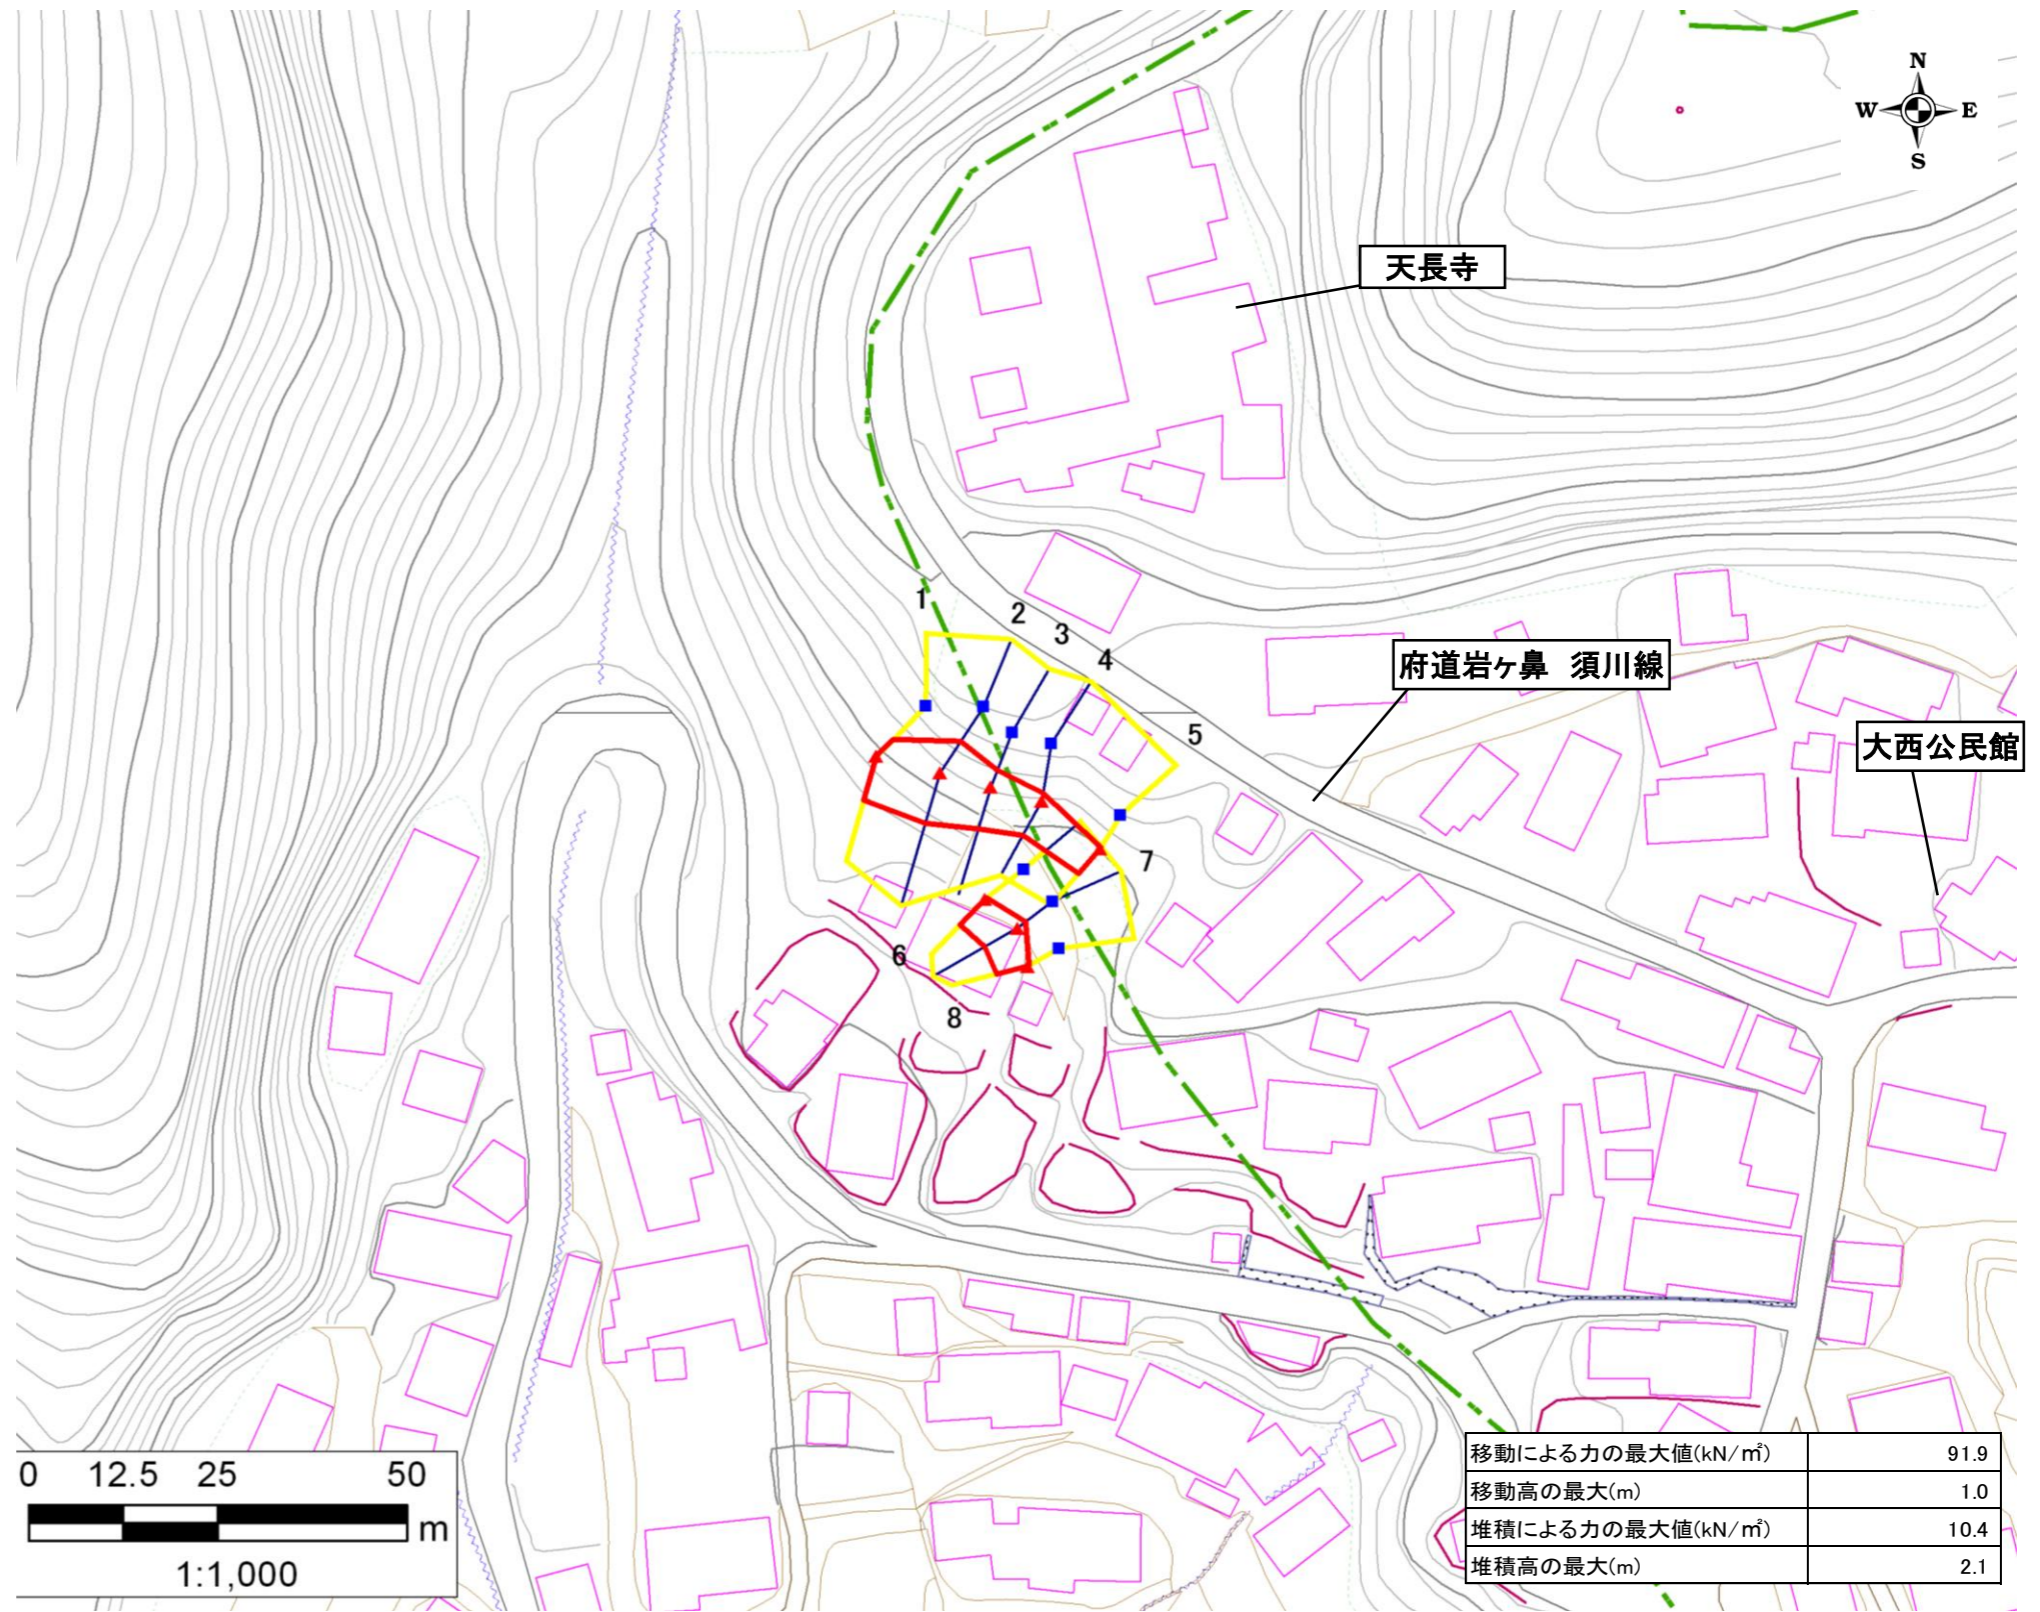 N
W E
S
天長寺
1
2
3
4
府道岩ヶ鼻 須川線
5
大西公民館
7
6
8
0 12.5 25 50
m
1:1,000
移動による力の最大値(kN/㎡) 91.9
移動高の最大(m) 1.0
堆積による力の最大値(kN/㎡) 10.4
堆積高の最大(m) 2.1